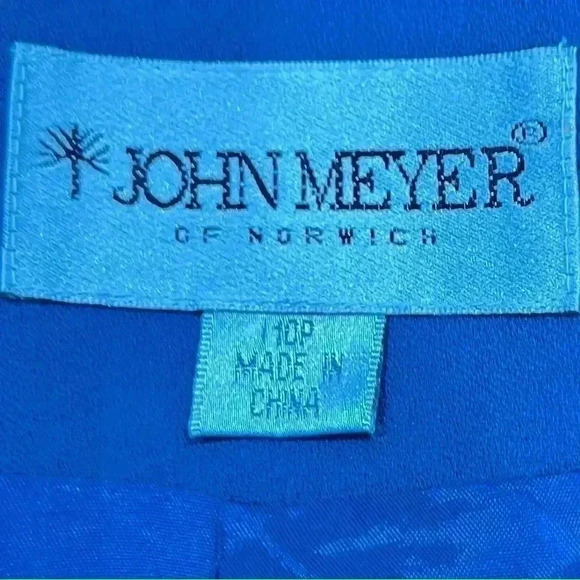 JOHN MEYER®
OF NORWICH
10P
MADE IN
CHINA